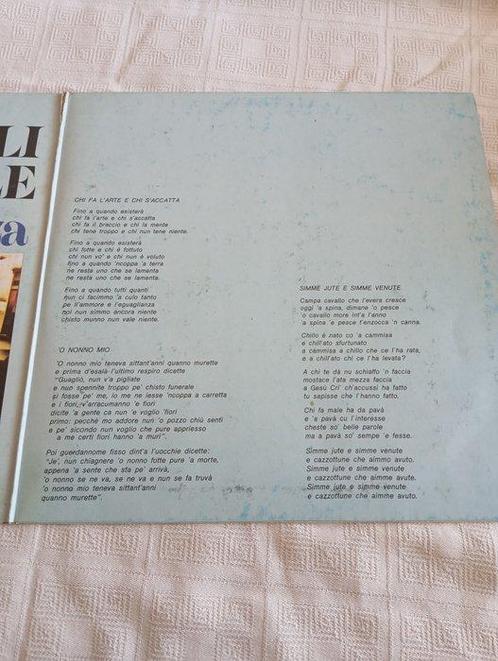 LI
LE
va
CHI FA L'ARTE E CHI S'ACCATTA
Fino a quando esisterà
chi fa l'arte e chi s'accatta
chi fa il braccio e chi la mente
chi tene troppo e chi nun tene niente.
Fino a quando esisterà
chi fotte e chi è fottuto
chi nun vo' e chi nun è voluto
fino a quando 'ncoppa 'a terra
ne resta uno che se lamenta
ne resta uno che se lamenta.
Fino a quando tutti quanti
nun ci facimmo 'a culo tanto
pe ll'ammore e l'eguaglianza
noi nun simmo ancora niente
chisto munno nun vale niente.
'O NONNO MIO
'O nonno mio teneva sittant'anni quanno murette
e prima d'esalà l'ultimo respiro dicette
"Guagliò, nun v'a pigliate
e nun spennite troppo pe' chisto funerale
si fosse pe' me, io me ne iesse 'ncoppa a carretta
e i fiori, v'arracumanno 'e fiori
dicite 'a gente ca nun 'e voglio 'fiori
primo: pecché mo addore nun 'o pozzo chiù sentì
e pe' sicondo nun voglio che pure appriesso
a me certi fiori hanno 'a murì".
Poi guerdannome fisso dint'a l'uocchie dicette:
"Je', nun chiagnere 'o nonno fotte pure 'a morte,
appena 'a sente che sta pe' arrivà,
'o nonno se ne va, se ne va e nun se fa truvà
'o nonno mio teneva sittant'anni
quanno murette".
SIMME JUTE E SIMME VENUTE
Campa cavallo che l'evera cresce
oggi 'a spina, dimane 'o pesce
'o cavallo more int'a l'anno
'a spina 'e pesce t'enzocca 'n canna.
Chillo è nato co 'a cammisa
e chill'ato sfurtunato
a cammisa a chillo che ce l'ha rata,
e a chill'ato chi ce l'ha levata?
A chi te dà nu schiaffo 'n faccia
mostace l'ata mezza faccia
a Gesù Cri' ch'accussì ha fatto
tu sapisse che l'hanno fatto.
Chi fa male ha da pavà
e 'a pavà cu l'interesse
cheste so' belle parole
ma a pavà so' sempe 'e fesse.
Simme jute e simme venute
e cazzottune che aimmo avuto.
Simme jute e simme venute
e cazzottune che aimme avute.
Simme jute e simme venute
e cazzottune che aimme avuto.